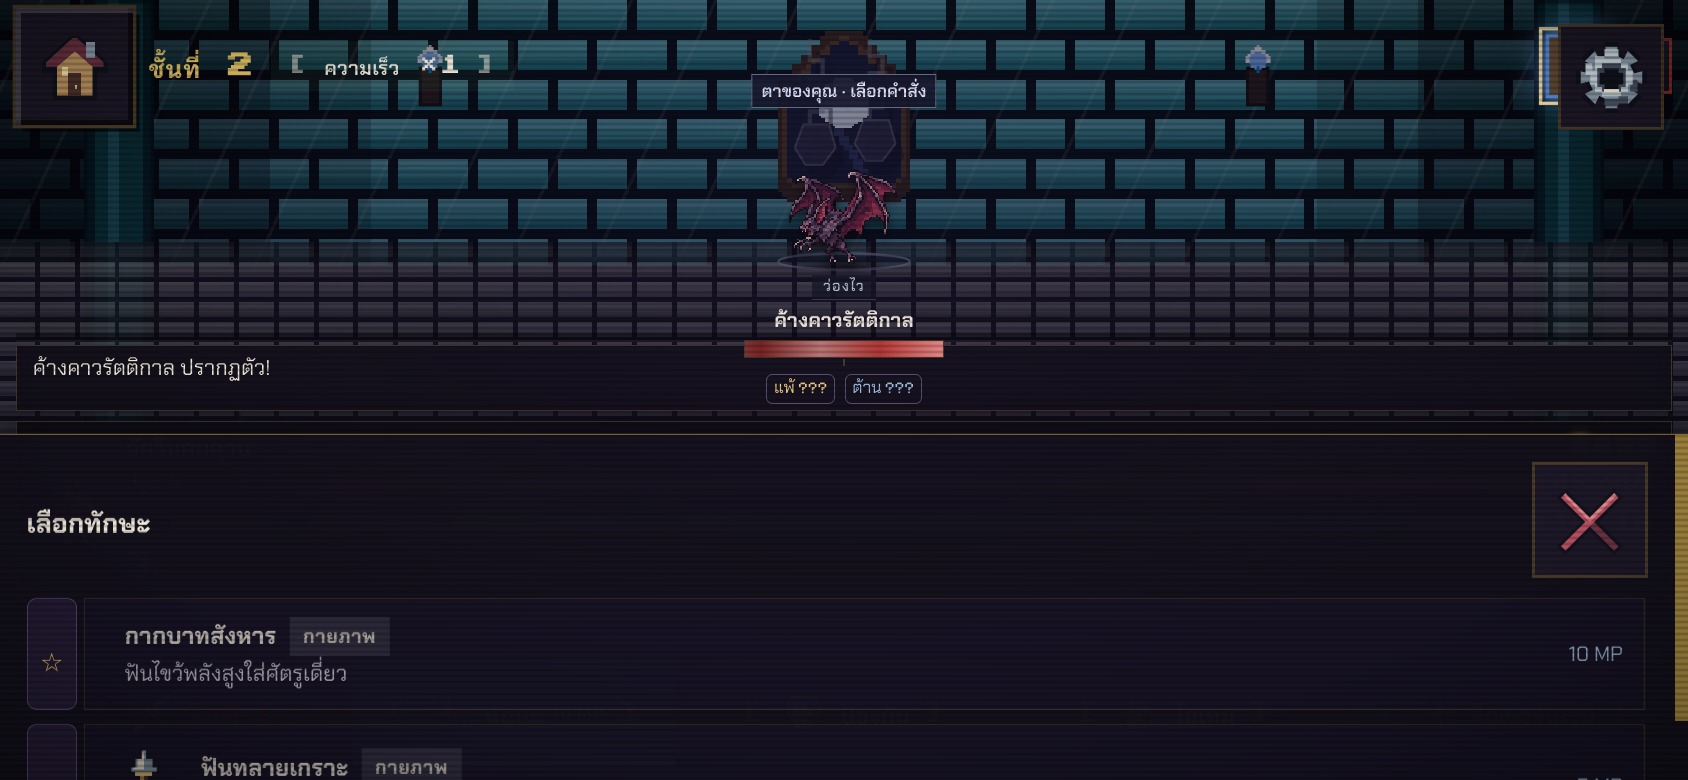 ชั้นที่ 2 [ ความเร็ว ×1 ]
ตาของคุณ · เลือกคำสั่ง
ว่องไว
ค้างคาวรัตติกาล
ค้างคาวรัตติกาล ปรากฏตัว!
แพ้ ???
ต้าน ???
เลือกทักษะ
กากบาทสังหาร กายภาพ
10 MP
ฟันไขว้พลังสูงใส่ศัตรูเดี่ยว
ฟันทลายเกราะ กายภาพ